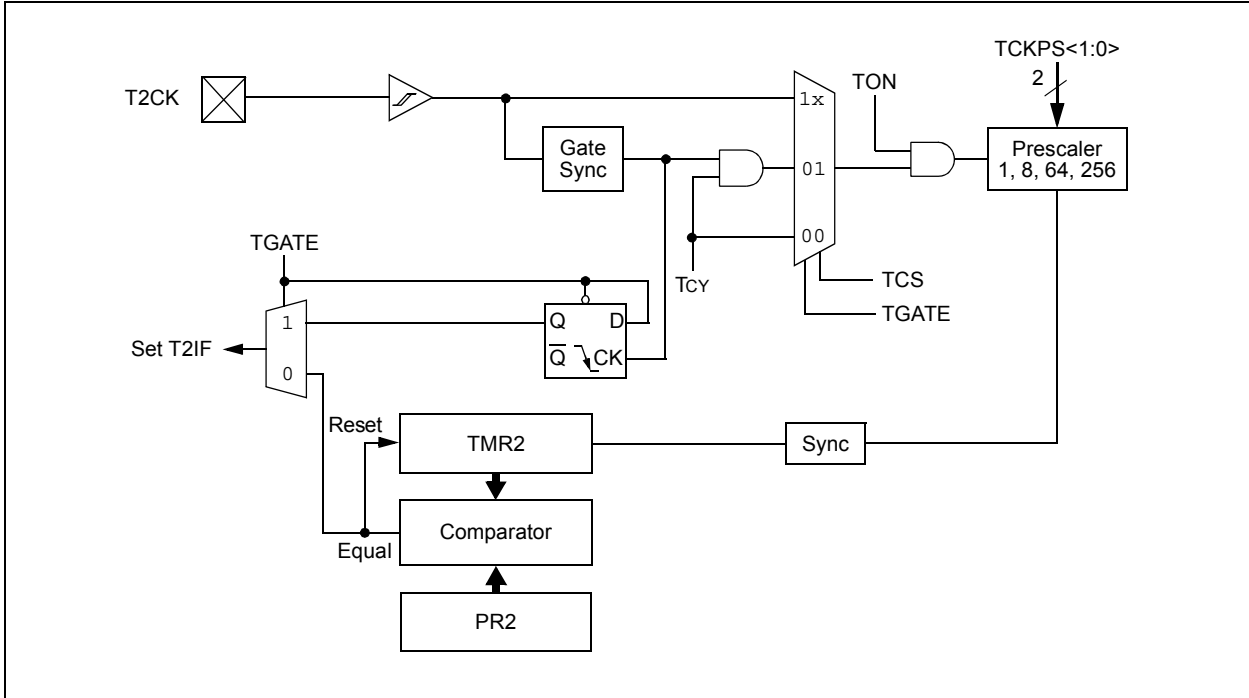 TCKPS<1:0>
2
T2CK
1x
TON
Gate
Sync
01
Prescaler
1, 8, 64, 256
00
TGATE
TCY
TCS
TGATE
1
Q
D
Set T2IF
Q̅
CK
0
Reset
TMR2
Sync
Comparator
Equal
PR2